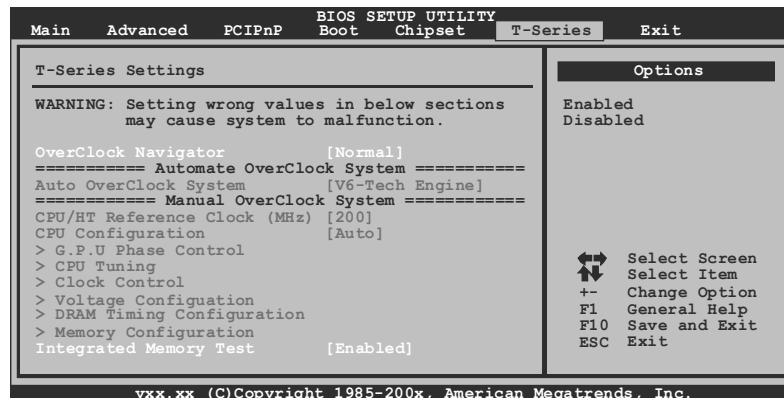 BIOS SETUP UTILITY
Main Advanced PCIPnP Boot Chipset T-Series Exit
T-Series Settings
WARNING: Setting wrong values in below sections
may cause system to malfunction.
OverClock Navigator [Normal]
=========== Automate OverClock System ===========
Auto OverClock System [V6-Tech Engine]
============ Manual OverClock System ============
CPU/HT Reference Clock (MHz) [200]
CPU Configuration [Auto]
> G.P.U Phase Control
> CPU Tuning
> Clock Control
> Voltage Configuation
> DRAM Timing Configuration
> Memory Configuration
Integrated Memory Test [Enabled]
Options
Enabled
Disabled
Select Screen
Select Item
+- Change Option
F1 General Help
F10 Save and Exit
ESC Exit
vxx.xx (C)Copyright 1985-200x, American Megatrends, Inc.